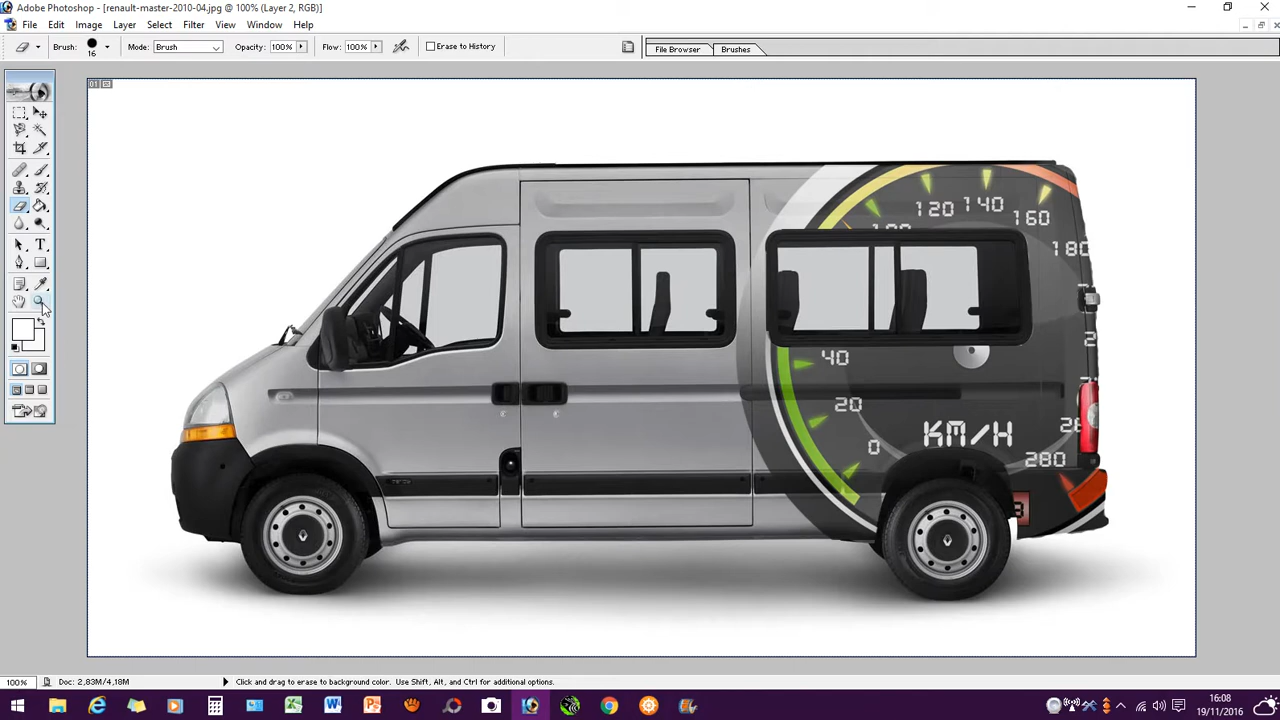 Adobe Photoshop - [renault-master-2010-04.jpg @ 100% (Layer 2, RGB)]
File Edit Image Layer Select Filter View Window Help
Brush: 16 Mode: Brush Opacity: 100% Flow: 100% Erase to History File Browser Brushes
01
120 140 160
180
40
20
0
KM/H
280
100% Doc: 2,83M/4,18M Click and drag to erase to background color. Use Shift, Alt, and Ctrl for additional options.
16:08
19/11/2016